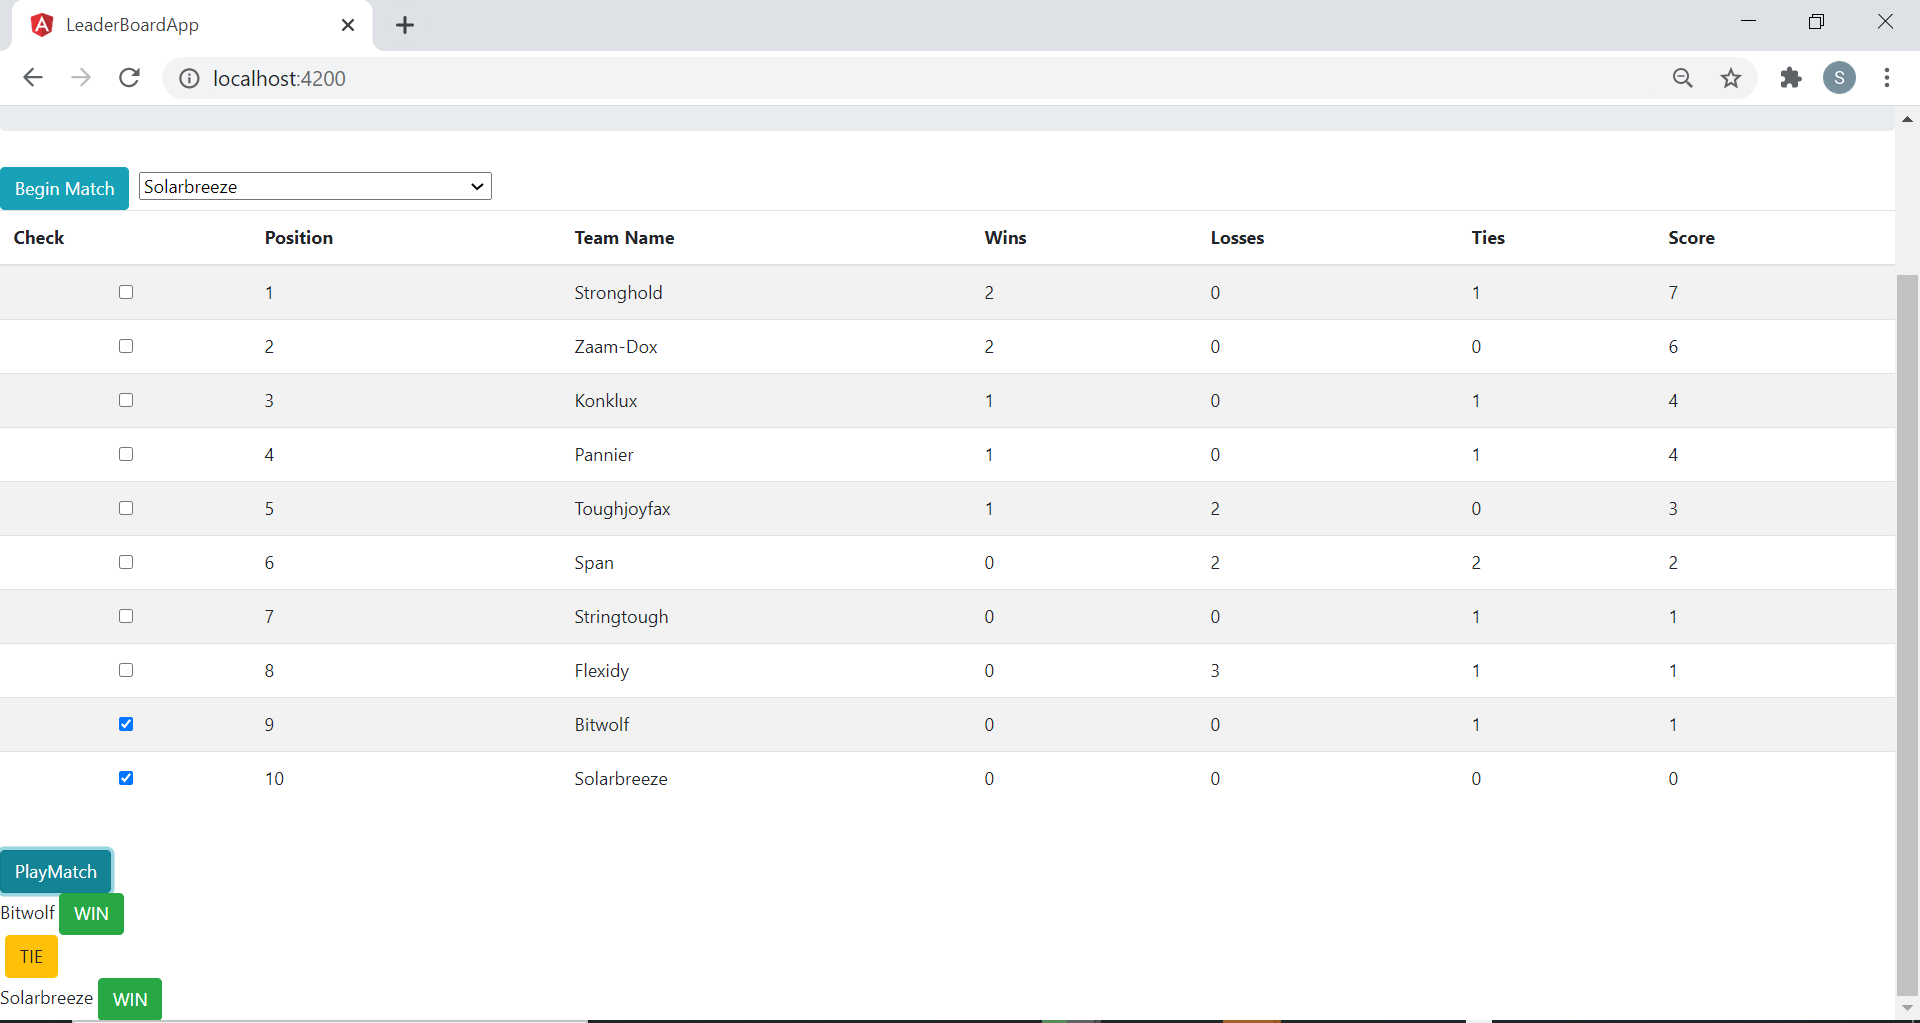 LeaderBoardApp
localhost:4200 S
Begin Match Solarbreeze
Check Position Team Name Wins Losses Ties Score
1 Stronghold 2 0 1 7
2 Zaam-Dox 2 0 0 6
3 Konklux 1 0 1 4
4 Pannier 1 0 1 4
5 Toughjoyfax 1 2 0 3
6 Span 0 2 2 2
7 Stringtough 0 0 1 1
8 Flexidy 0 3 1 1
9 Bitwolf 0 0 1 1
10 Solarbreeze 0 0 0 0
PlayMatch
Bitwolf WIN
TIE
Solarbreeze WIN